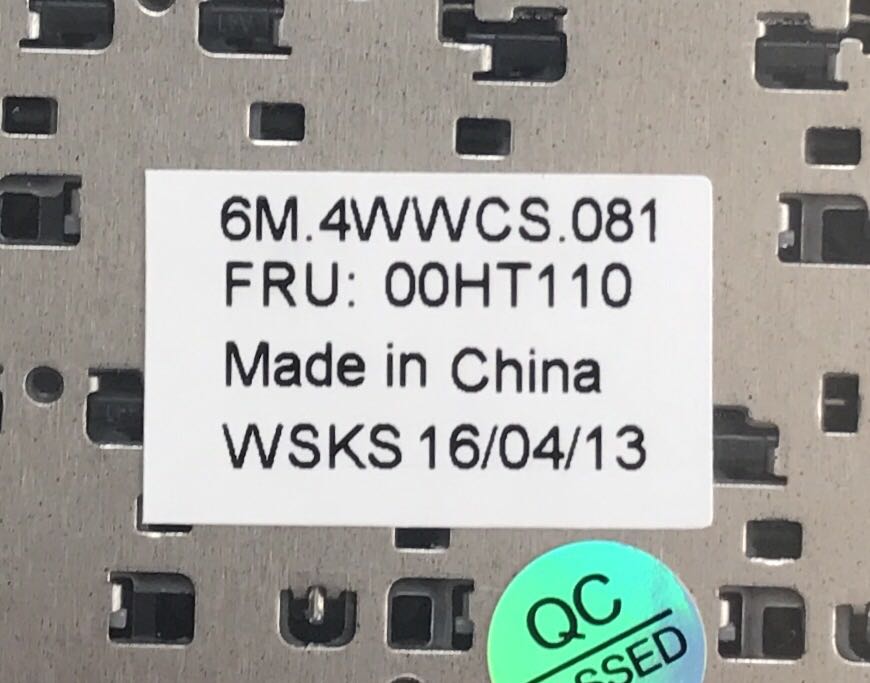 6M.4WWCS.081
FRU: 00HT110
Made in China
WSKS 16/04/13
QC